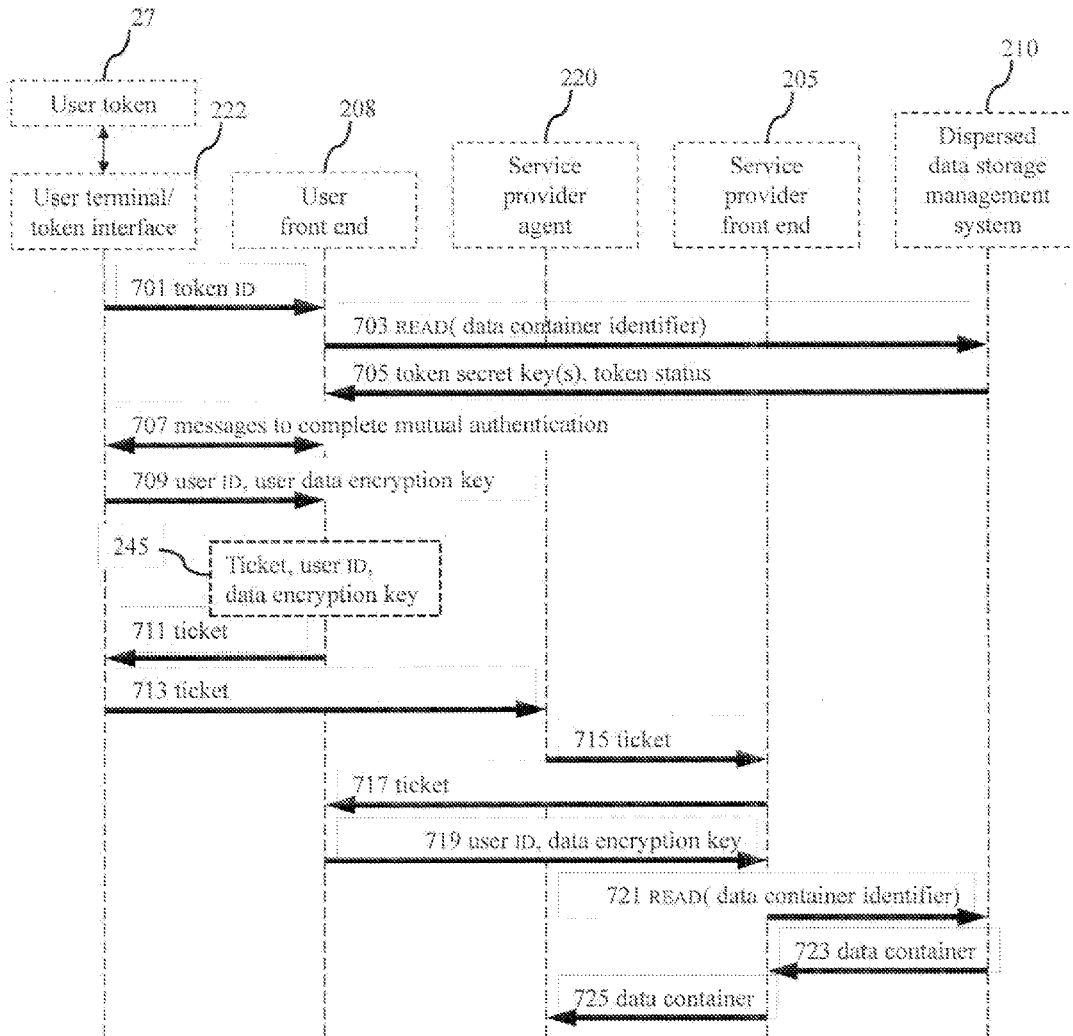 27
210
220
205
User token
222
208
Dispersed
data storage
management
system
Service
provider
agent
Service
provider
front end
User terminal/
token interface
User
front end
701 token ID
703 READ( data container identifier)
705 token secret key(s), token status
707 messages to complete mutual authentication
709 user ID, user data encryption key
245
Ticket, user ID,
data encryption key
711 ticket
713 ticket
715 ticket
717 ticket
719 user ID, data encryption key
721 READ( data container identifier)
723 data container
725 data container